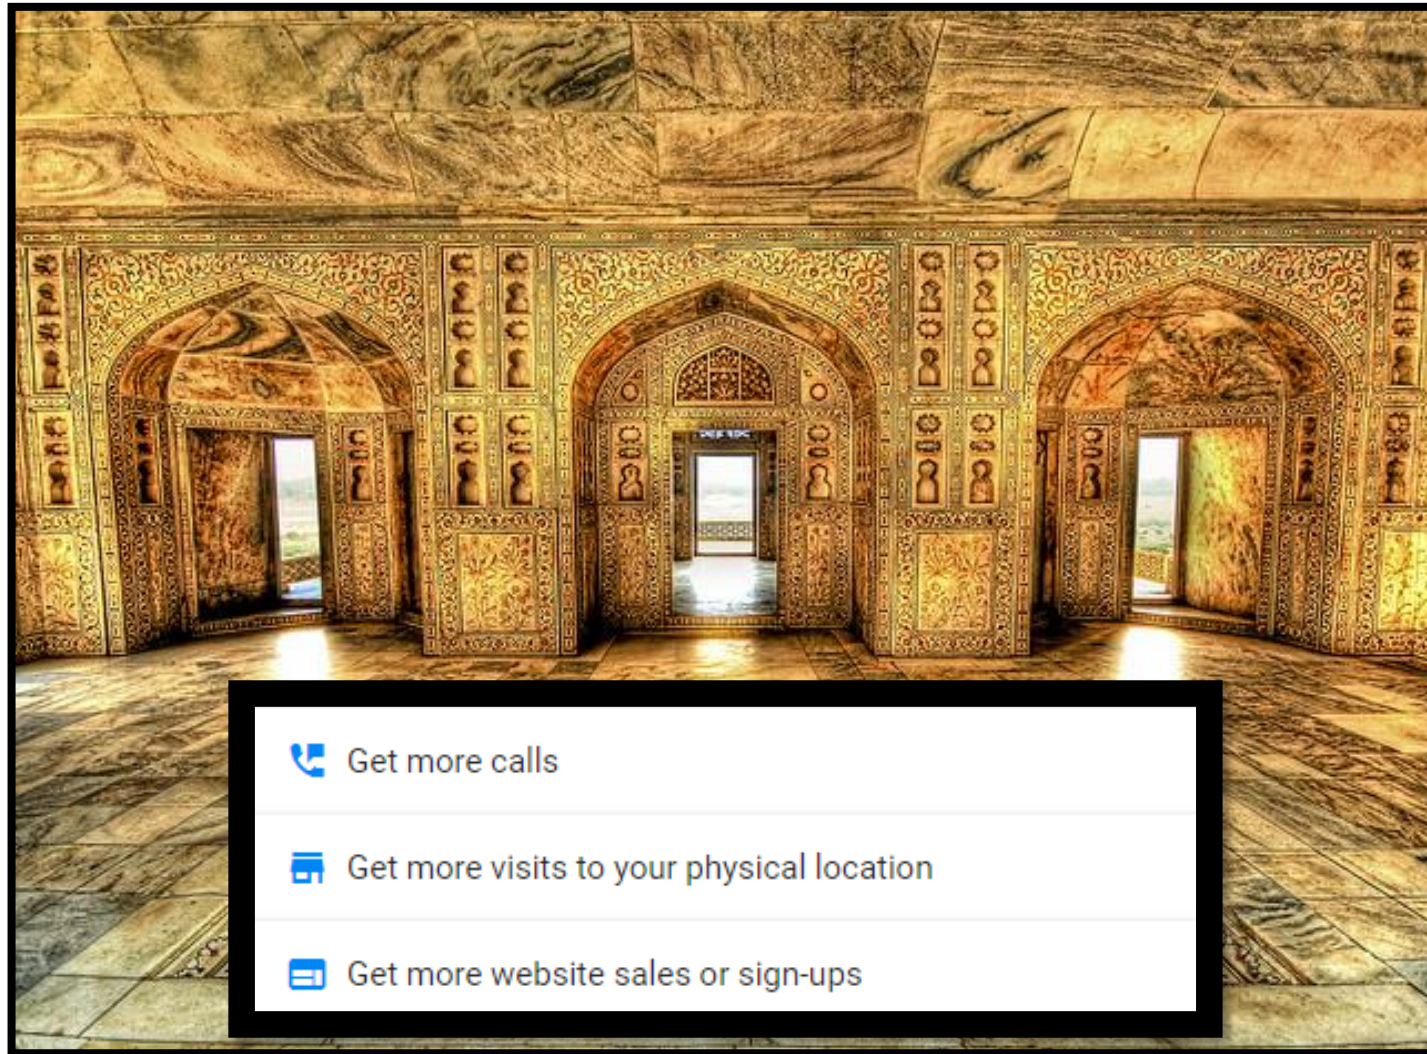 Get more calls
Get more visits to your physical location
Get more website sales or sign-ups